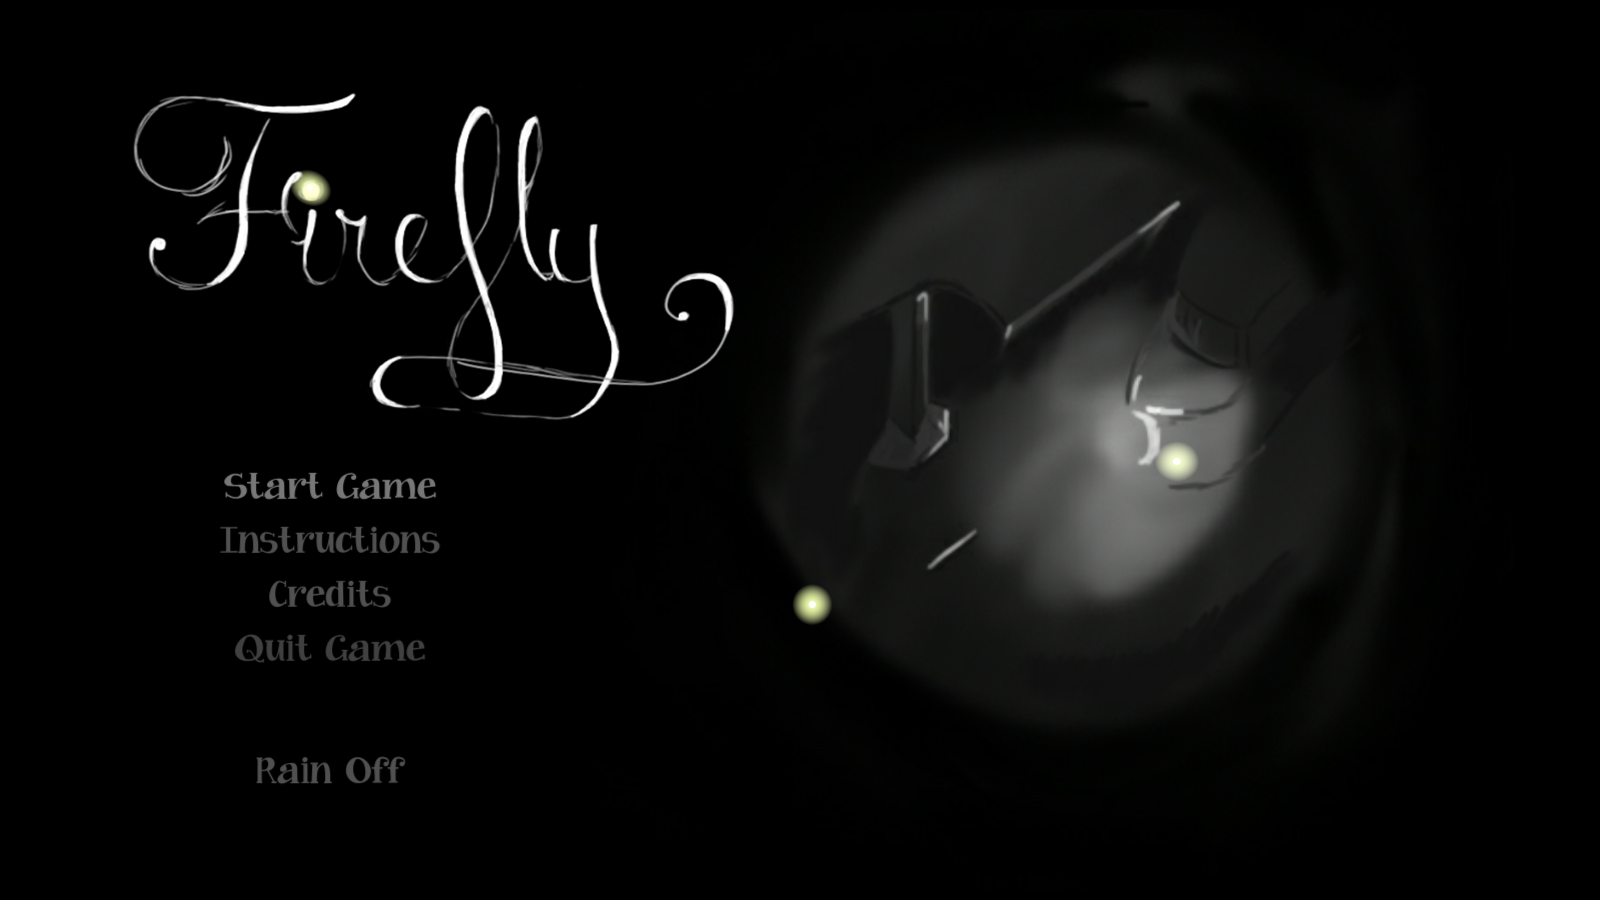 Firefly
Start Game
Instructions
Credits
Quit Game
Rain Off